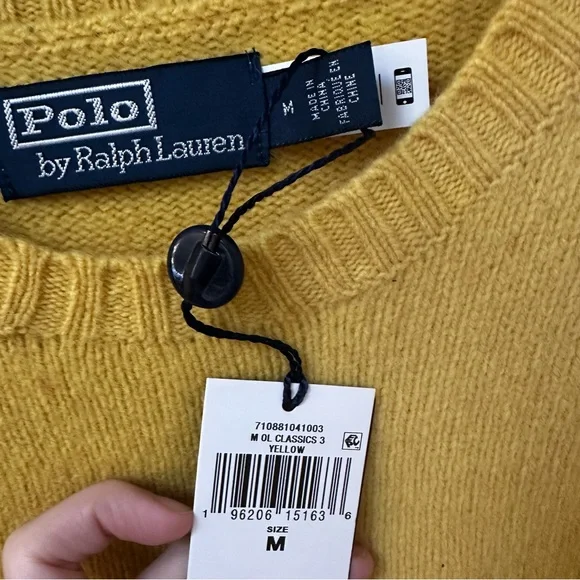 Polo
by Ralph Lauren
M
MADE IN
CHINA
FABRIQUÉ EN
CHINE
710881041003
M OL CLASSICS 3
YELLOW
1 96206 15163 6
SIZE
M